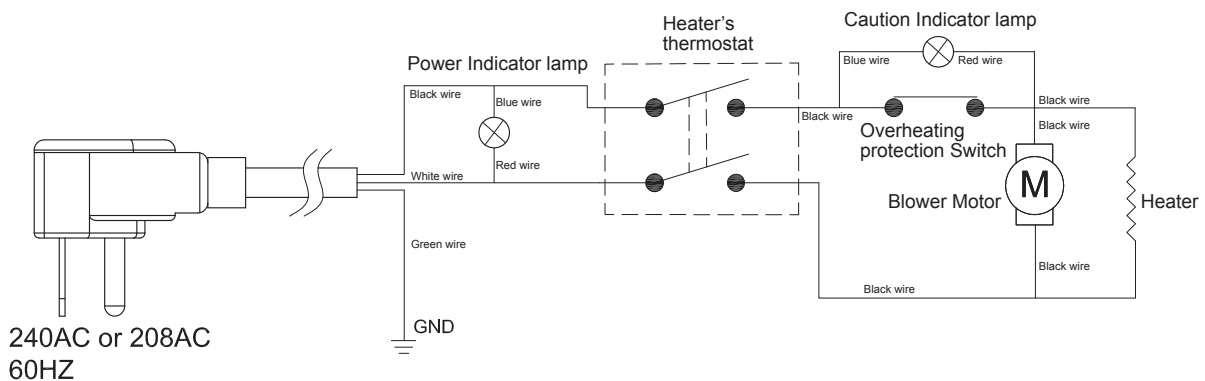 Caution Indicator lamp
Heater's
thermostat
Blue wire
Red wire
Power Indicator lamp
Black wire
Blue wire
Black wire
Black wire
Black wire
Overheating
protection Switch
Red wire
White wire
M
Blower Motor
Heater
Green wire
Black wire
Black wire
GND
240AC or 208AC
60HZ